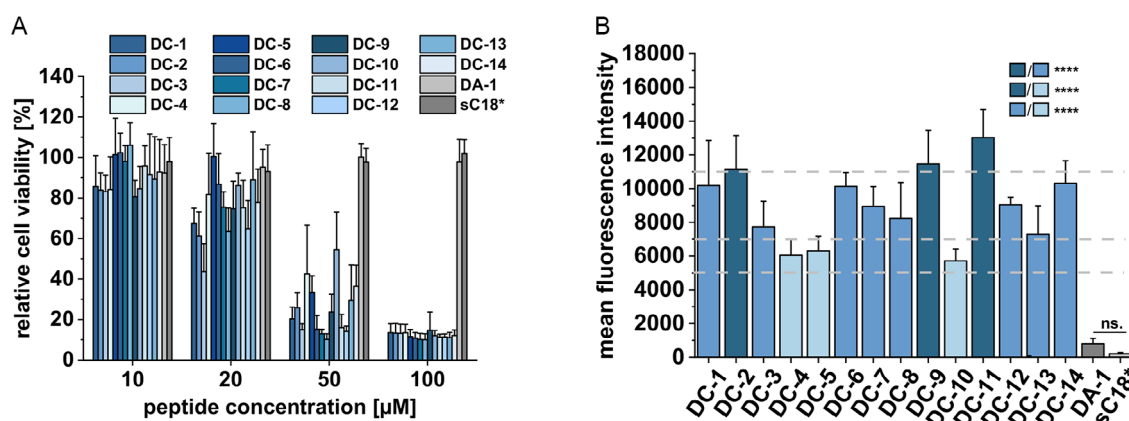 A
DC-1 DC-5 DC-9 DC-13
DC-2 DC-6 DC-10 DC-14
DC-3 DC-7 DC-11 DA-1
DC-4 DC-8 DC-12 sC18*
relative cell viability [%]
140
120
100
80
60
40
20
0
10 20 50 100
peptide concentration [µM]
B
mean fluorescence intensity
18000
16000
14000
12000
10000
8000
6000
4000
2000
0
/ ****
/ ****
/ ****
ns.
DC-1 DC-2 DC-3 DC-4 DC-5 DC-6 DC-7 DC-8 DC-9 DC-10 DC-11 DC-12 DC-13 DC-14 DA-1 sC18*